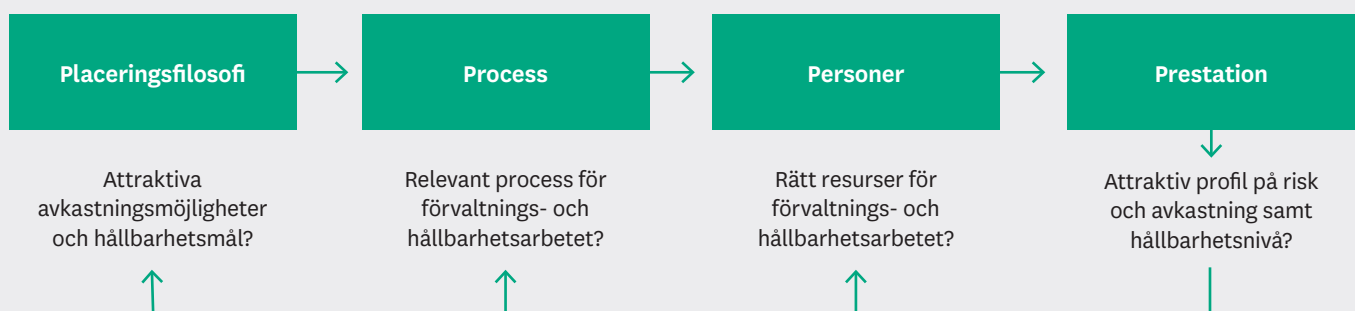 Placeringsfilosofi
Process
Personer
Prestation
Attraktiva
avkastningsmöjligheter
och hållbarhetsmål?
Relevant process för
förvaltnings- och
hållbarhetsarbetet?
Rätt resurser för
förvaltnings- och
hållbarhetsarbetet?
Attraktiv profil på risk
och avkastning samt
hållbarhetsnivå?